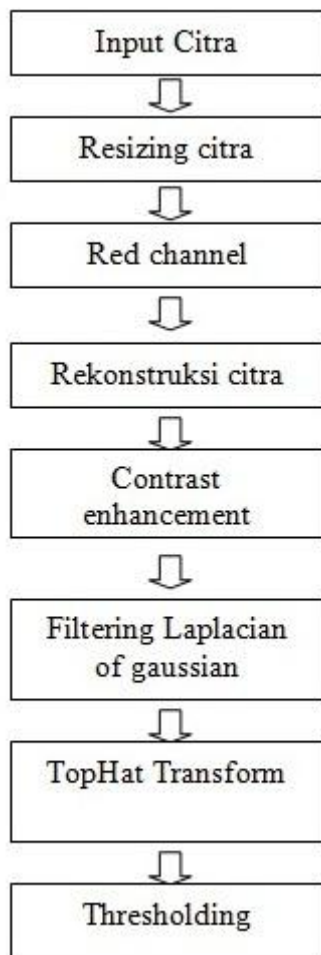 Input Citra
Resizing citra
Red channel
Rekonstruksi citra
Contrast
enhancement
Filtering Laplacian
of gaussian
TopHat Transform
Thresholding